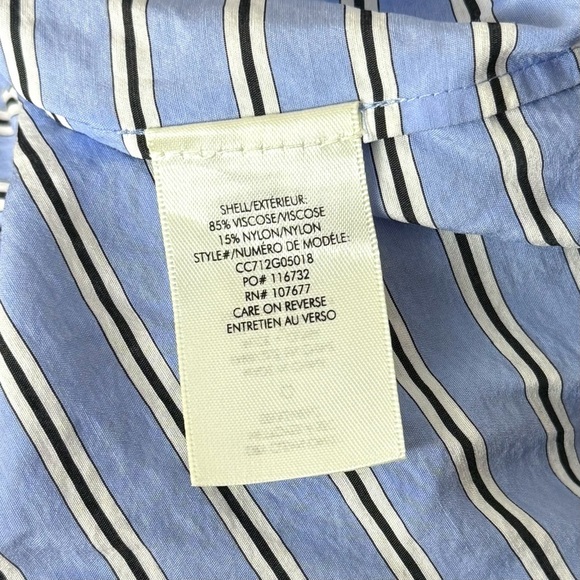 SHELL/EXTÉRIEUR:
85% VISCOSE/VISCOSE
15% NYLON/NYLON
STYLE#/NUMÉRO DE MODÈLE:
CC712G05018
PO# 116732
RN# 107677
CARE ON REVERSE
ENTRETIEN AU VERSO